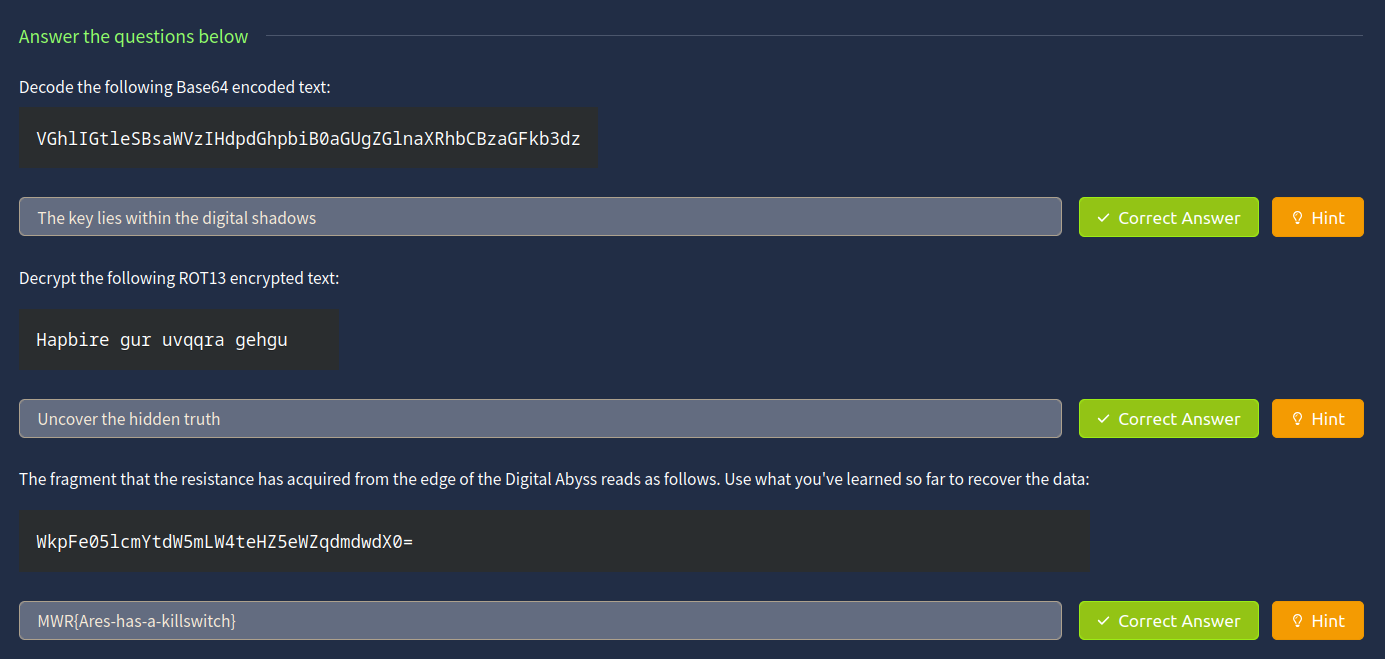 Answer the questions below
Decode the following Base64 encoded text:
VGhlIGtleSBsaWVzIHdpdGhpbiB0aGUgZGlnaXRhbCBzaGFkb3dz
The key lies within the digital shadows
Correct Answer
Hint
Decrypt the following ROT13 encrypted text:
Hapbire gur uvqqra gehgu
Uncover the hidden truth
Correct Answer
Hint
The fragment that the resistance has acquired from the edge of the Digital Abyss reads as follows. Use what you've learned so far to recover the data:
WkpFe05lcmYtdW5mLW4teHZ5eWZqdmdwdX0=
MWR{Ares-has-a-killswitch}
Correct Answer
Hint